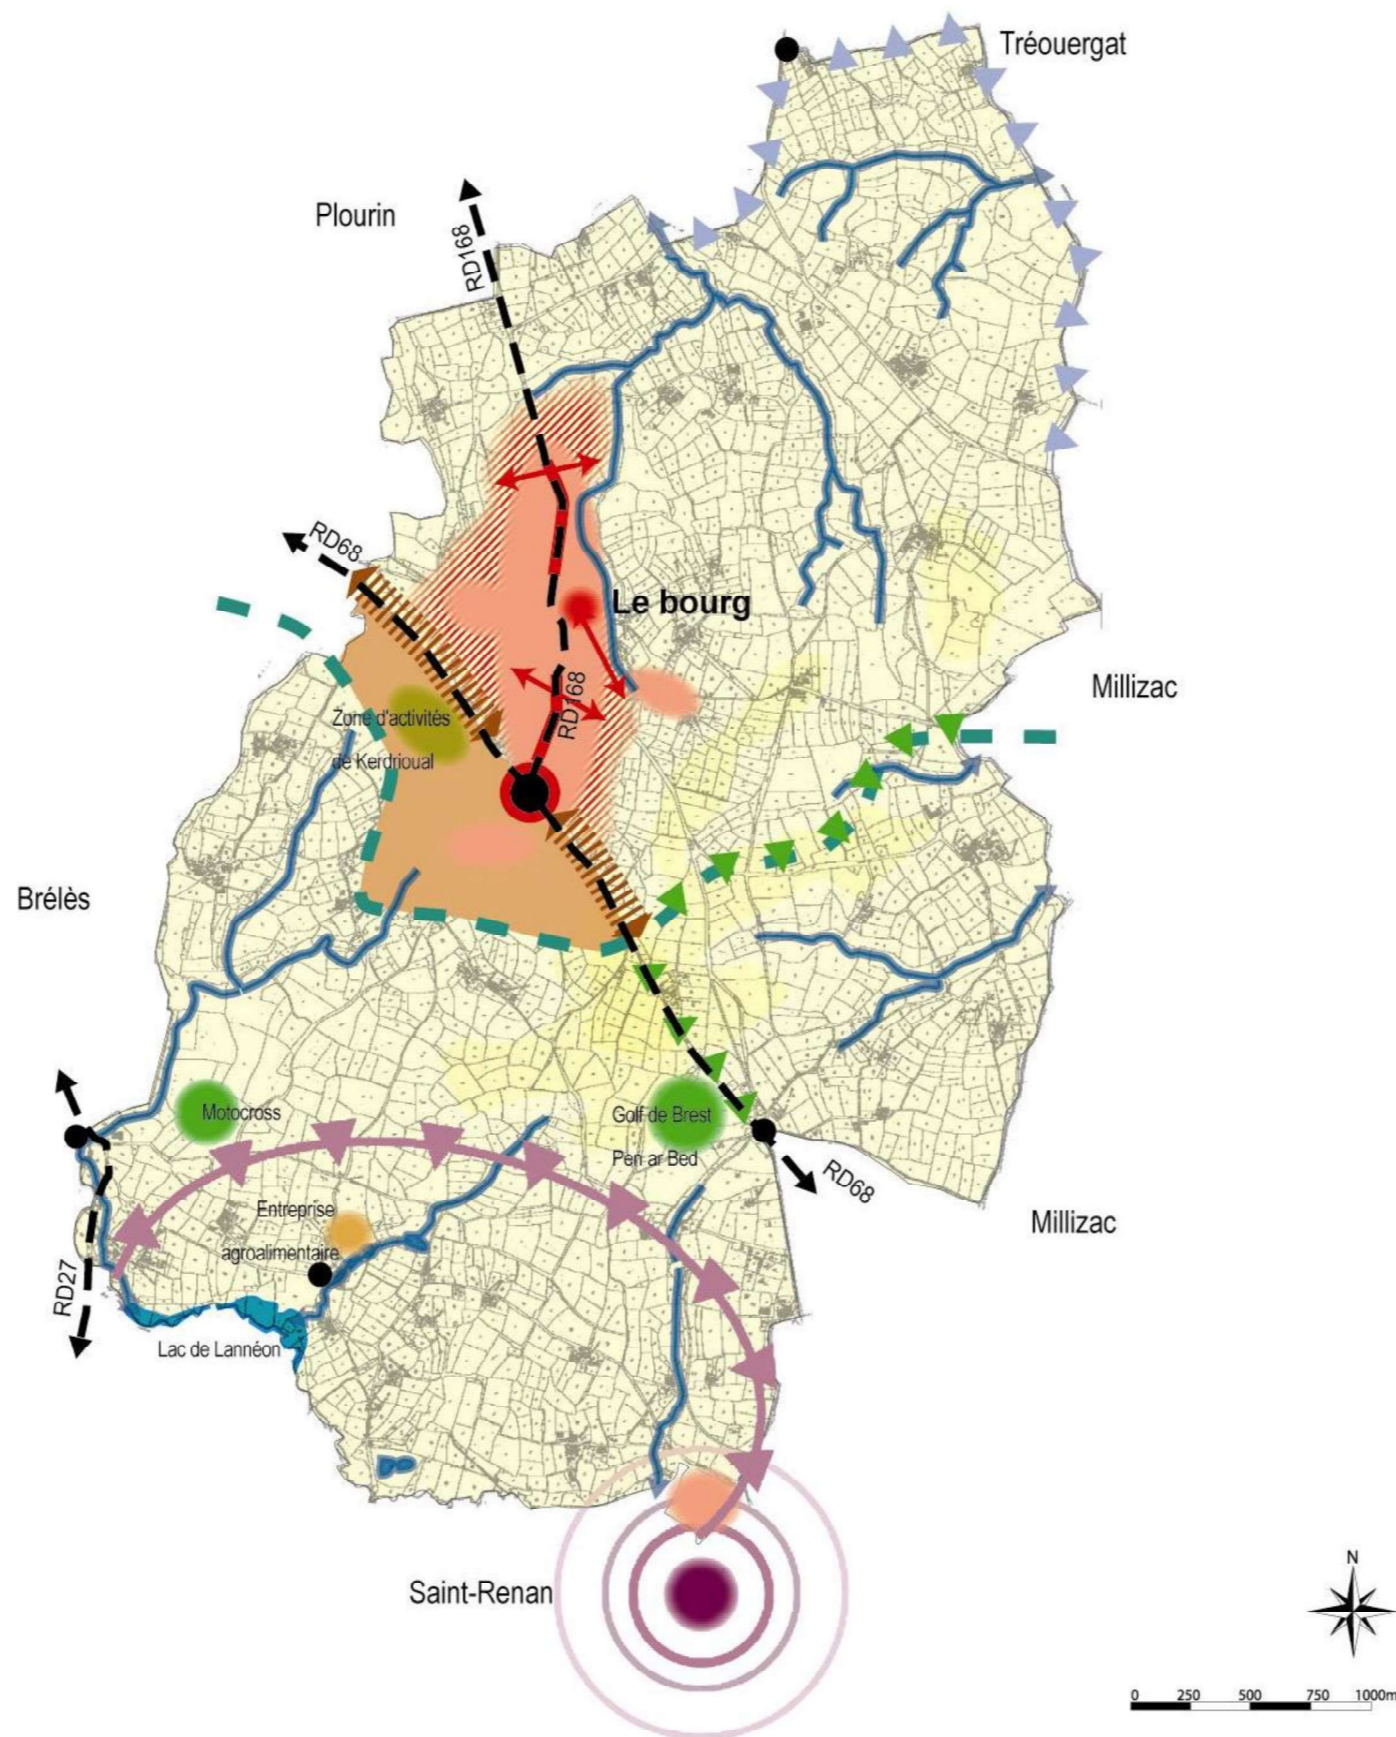 Tréouergat
Plourin
RD168
RD68
Le bourg
RD168
Millizac
Zone d'activités
de Kerdrioual
Brélès
Motocross
Golf de Brest
Pen ar Bed
RD68
Entreprise
agroalimentaire
Millizac
RD27
Lac de Lannéon
Saint-Renan
N
0 250 500 750 1000m